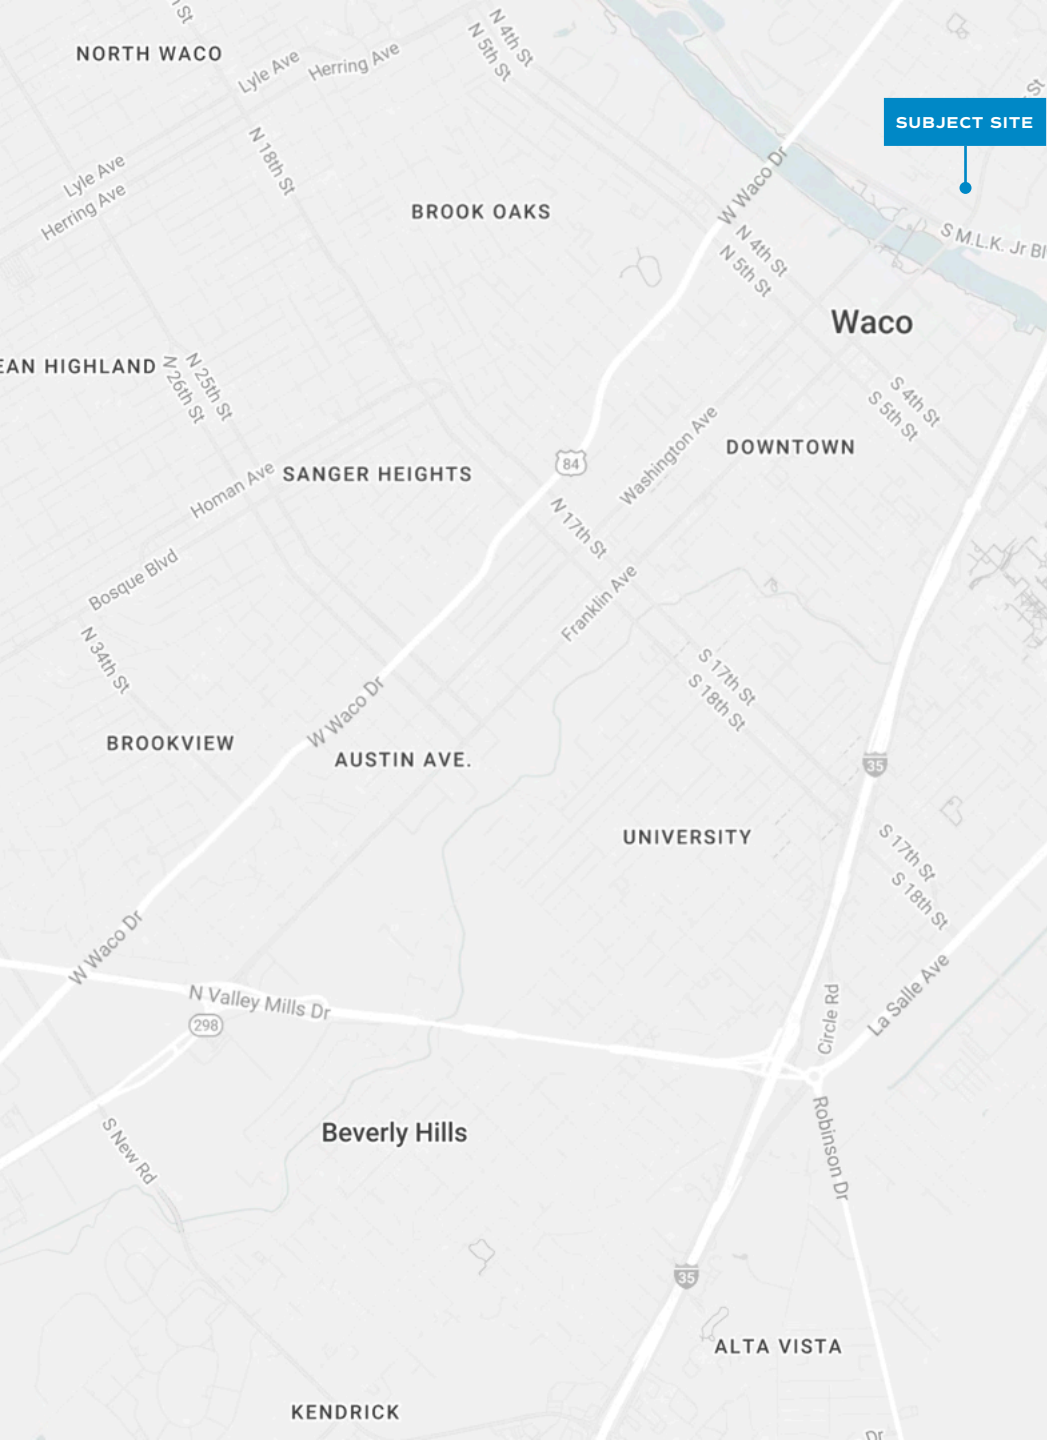 NORTH WACO
Lyle Ave
Herring Ave
N 4th St
N 5th St
SUBJECT SITE
N 18th St
Lyle Ave
Herring Ave
BROOK OAKS
W Waco Dr
N 4th St
N 5th St
S M.L.K. Jr Bl
Waco
EAN HIGHLAND
N 25th St
N 26th St
S 4th St
S 5th St
Washington Ave
DOWNTOWN
84
Homan Ave
SANGER HEIGHTS
N 17th St
Bosque Blvd
Franklin Ave
N 34th St
S 17th St
S 18th St
W Waco Dr
BROOKVIEW
AUSTIN AVE.
35
UNIVERSITY
S 17th St
S 18th St
W Waco Dr
N Valley Mills Dr
298
Circle Rd
La Salle Ave
Robinson Dr
Beverly Hills
S New Rd
35
ALTA VISTA
KENDRICK
Dr